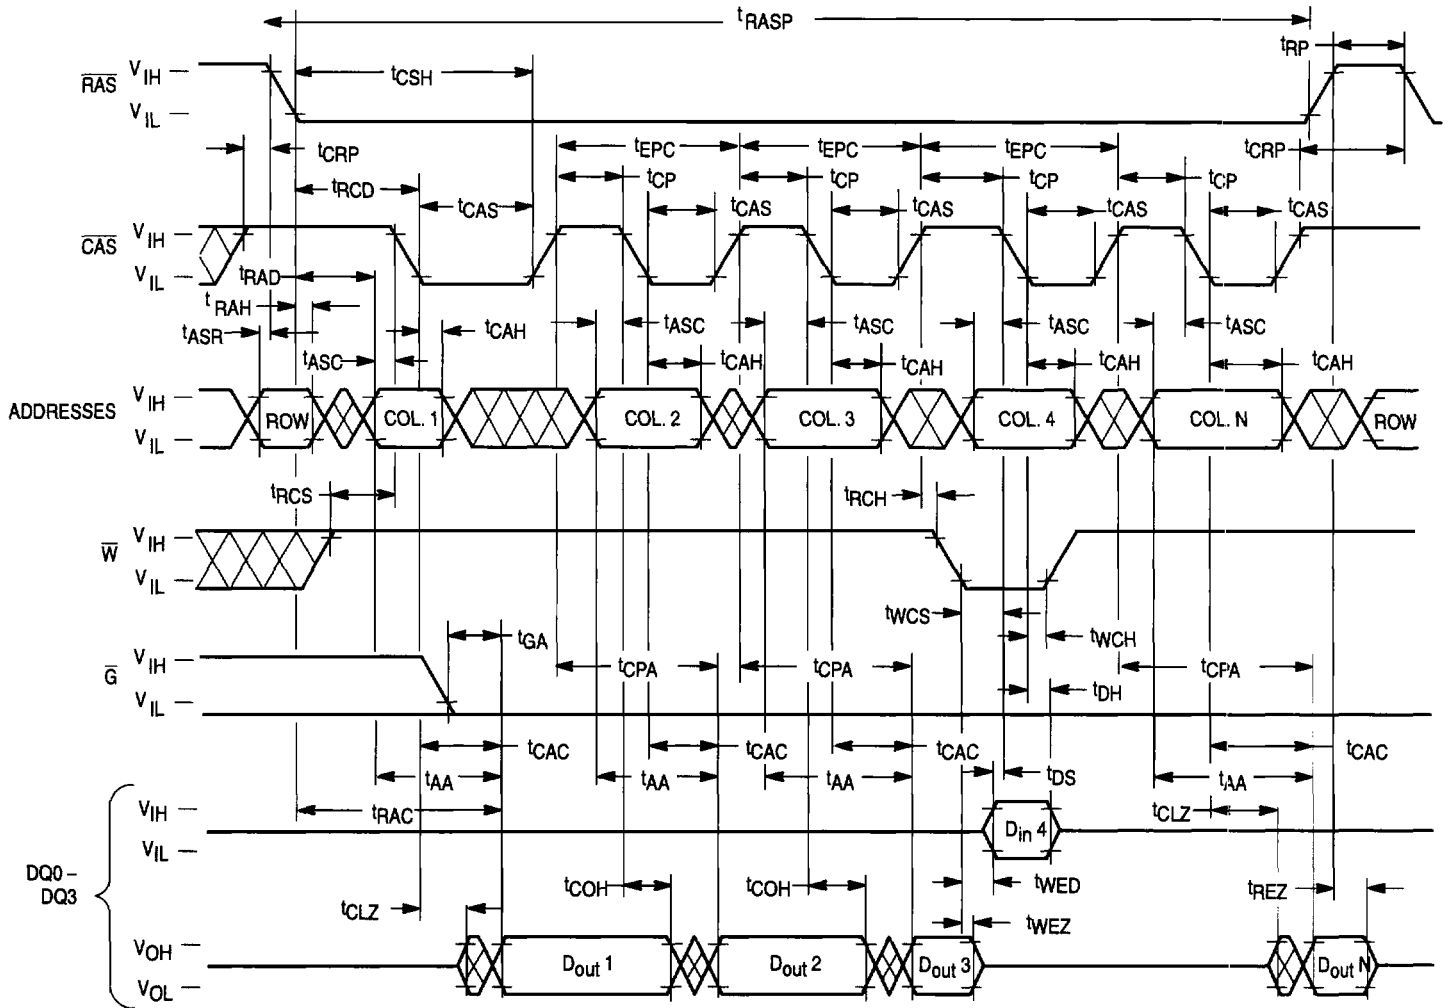 tRASP
tRP
RAS VIH
tCSH
VIL
tCRP tEPC tEPC tEPC tCRP
tRCD tCP tCP tCP tCP
tCAS tCAS tCAS tCAS tCAS
CAS VIH
VIL
tRAD
tRAH
tASR tCAH tASC tASC tASC tASC
tASC tCAH tCAH tCAH tCAH
ADDRESSES VIH
ROW COL. 1 COL. 2 COL. 3 COL. 4 COL. N ROW
VIL
tRCS tRCH
W VIH
VIL
tWCS tWCH
tGA
G VIH
tCPA tCPA tCPA
VIL
tDH
tCAC tCAC tCAC tCAC
tAA tAA tAA tDS tAA
VIH tRAC tCLZ
Din 4
VIL
DQ0 –
DQ3
tCLZ tCOH tCOH tWED tREZ
tWEZ
VOH
Dout 1 Dout 2 Dout 3 Dout N
VOL